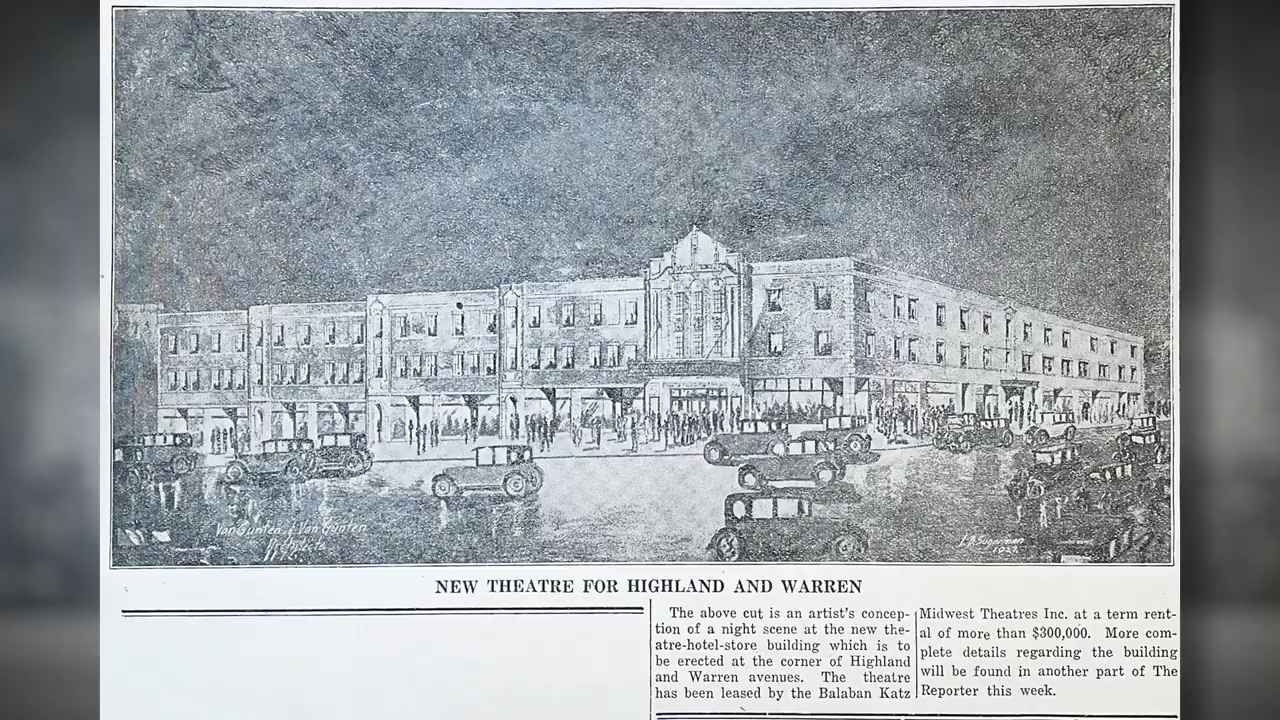 Van Gunten & Van Gunten
L.A. Sugarman
1927.
NEW THEATRE FOR HIGHLAND AND WARREN
The above cut is an artist's concep-
tion of a night scene at the new the-
atre-hotel-store building which is to
be erected at the corner of Highland
and Warren avenues. The theatre
has been leased by the Balaban Katz
Midwest Theatres Inc. at a term rent-
al of more than $300,000. More com-
plete details regarding the building
will be found in another part of The
Reporter this week.